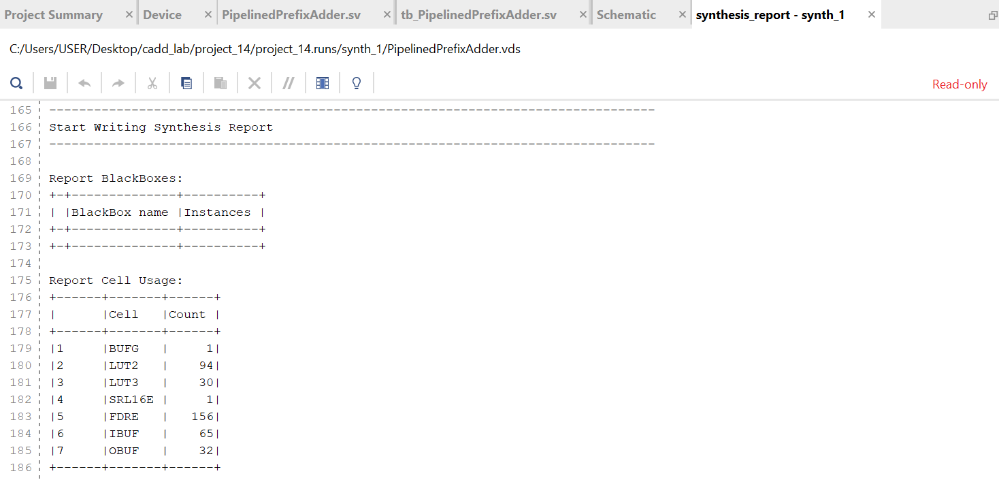 Project Summary × Device × PipelinedPrefixAdder.sv × tb_PipelinedPrefixAdder.sv × Schematic × synthesis_report - synth_1 ×
C:/Users/USER/Desktop/cadd_lab/project_14/project_14.runs/synth_1/PipelinedPrefixAdder.vds
Read-only
165 ---------------------------------------------------------------------------------
166 Start Writing Synthesis Report
167 ---------------------------------------------------------------------------------
168
169 Report BlackBoxes:
170 +-+--------------+----------+
171 | |BlackBox name |Instances |
172 +-+--------------+----------+
173 +-+--------------+----------+
174
175 Report Cell Usage:
176 +------+-------+------+
177 |      |Cell   |Count |
178 +------+-------+------+
179 |1     |BUFG   |     1|
180 |2     |LUT2   |    94|
181 |3     |LUT3   |    30|
182 |4     |SRL16E |     1|
183 |5     |FDRE   |   156|
184 |6     |IBUF   |    65|
185 |7     |OBUF   |    32|
186 +------+-------+------+